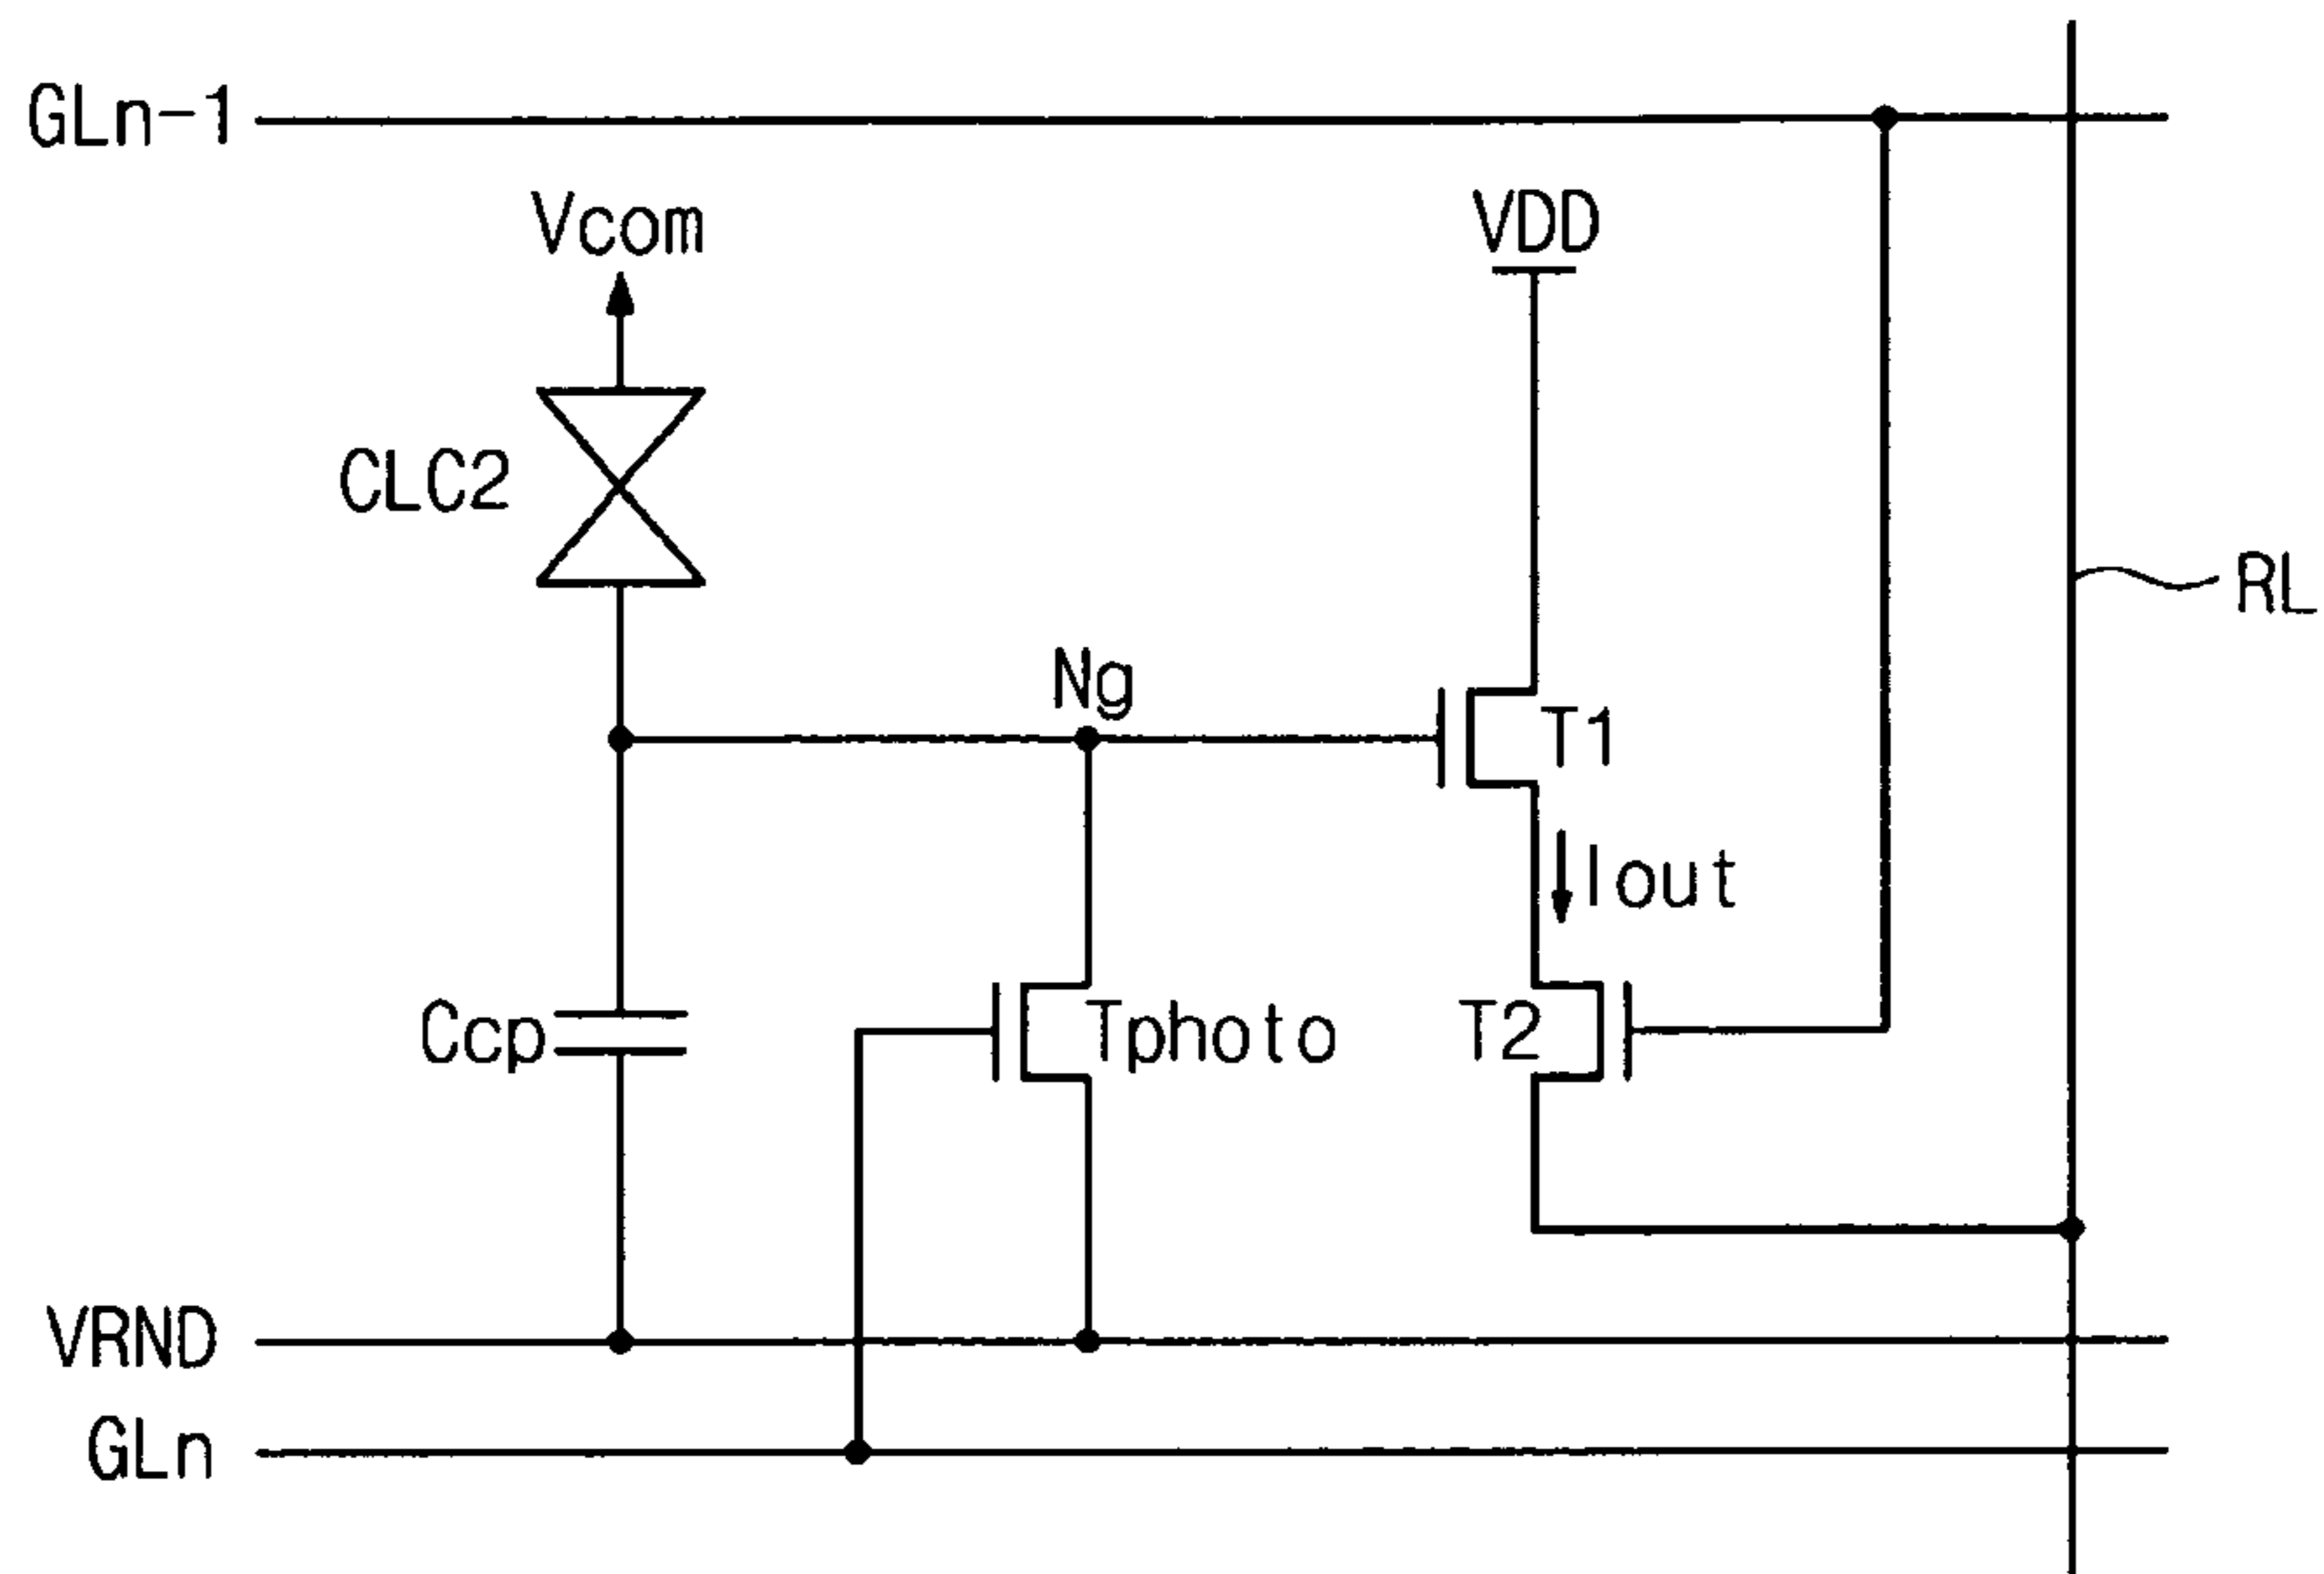 GLn-1
Vcom
VDD
CLC2
RL
Ng
T1
Iout
Ccp
Tphoto
T2
VRND
GLn